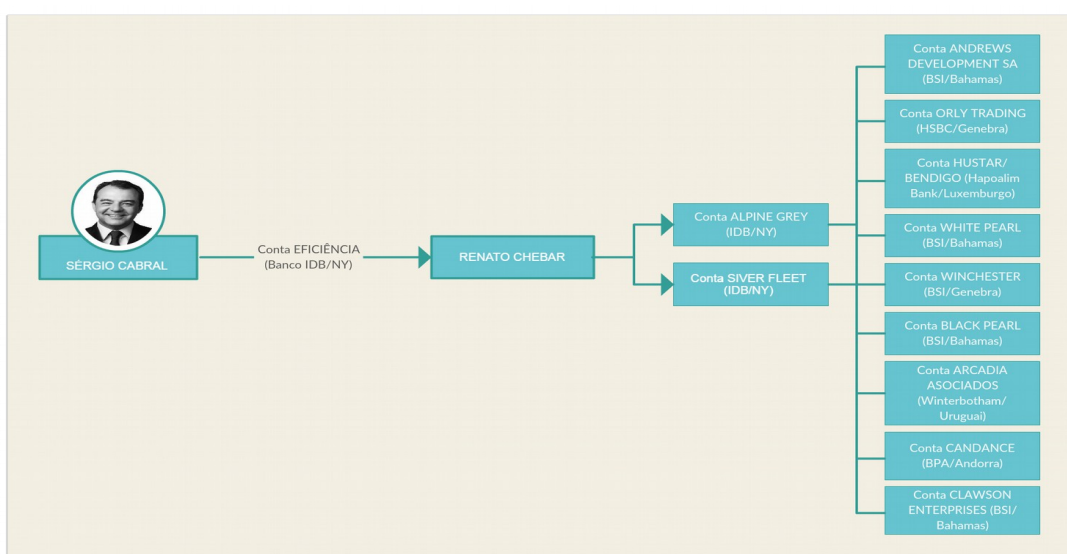 SÉRGIO CABRAL
Conta EFICIÊNCIA
(Banco IDB/NY)
RENATO CHEBAR
Conta ALPINE GREY
(IDB/NY)
Conta SIVER FLEET
(IDB/NY)
Conta ANDREWS
DEVELOPMENT SA
(BSI/Bahamas)
Conta ORLY TRADING
(HSBC/Genebra)
Conta HUSTAR/
BENDIGO (Hapoalim
Bank/Luxemburgo)
Conta WHITE PEARL
(BSI/Bahamas)
Conta WINCHESTER
(BSI/Genebra)
Conta BLACK PEARL
(BSI/Bahamas)
Conta ARCADIA
ASOCIADOS
(Winterbotham/
Uruguai)
Conta CANDANCE
(BPA/Andorra)
Conta CLAWSON
ENTERPRISES (BSI/
Bahamas)